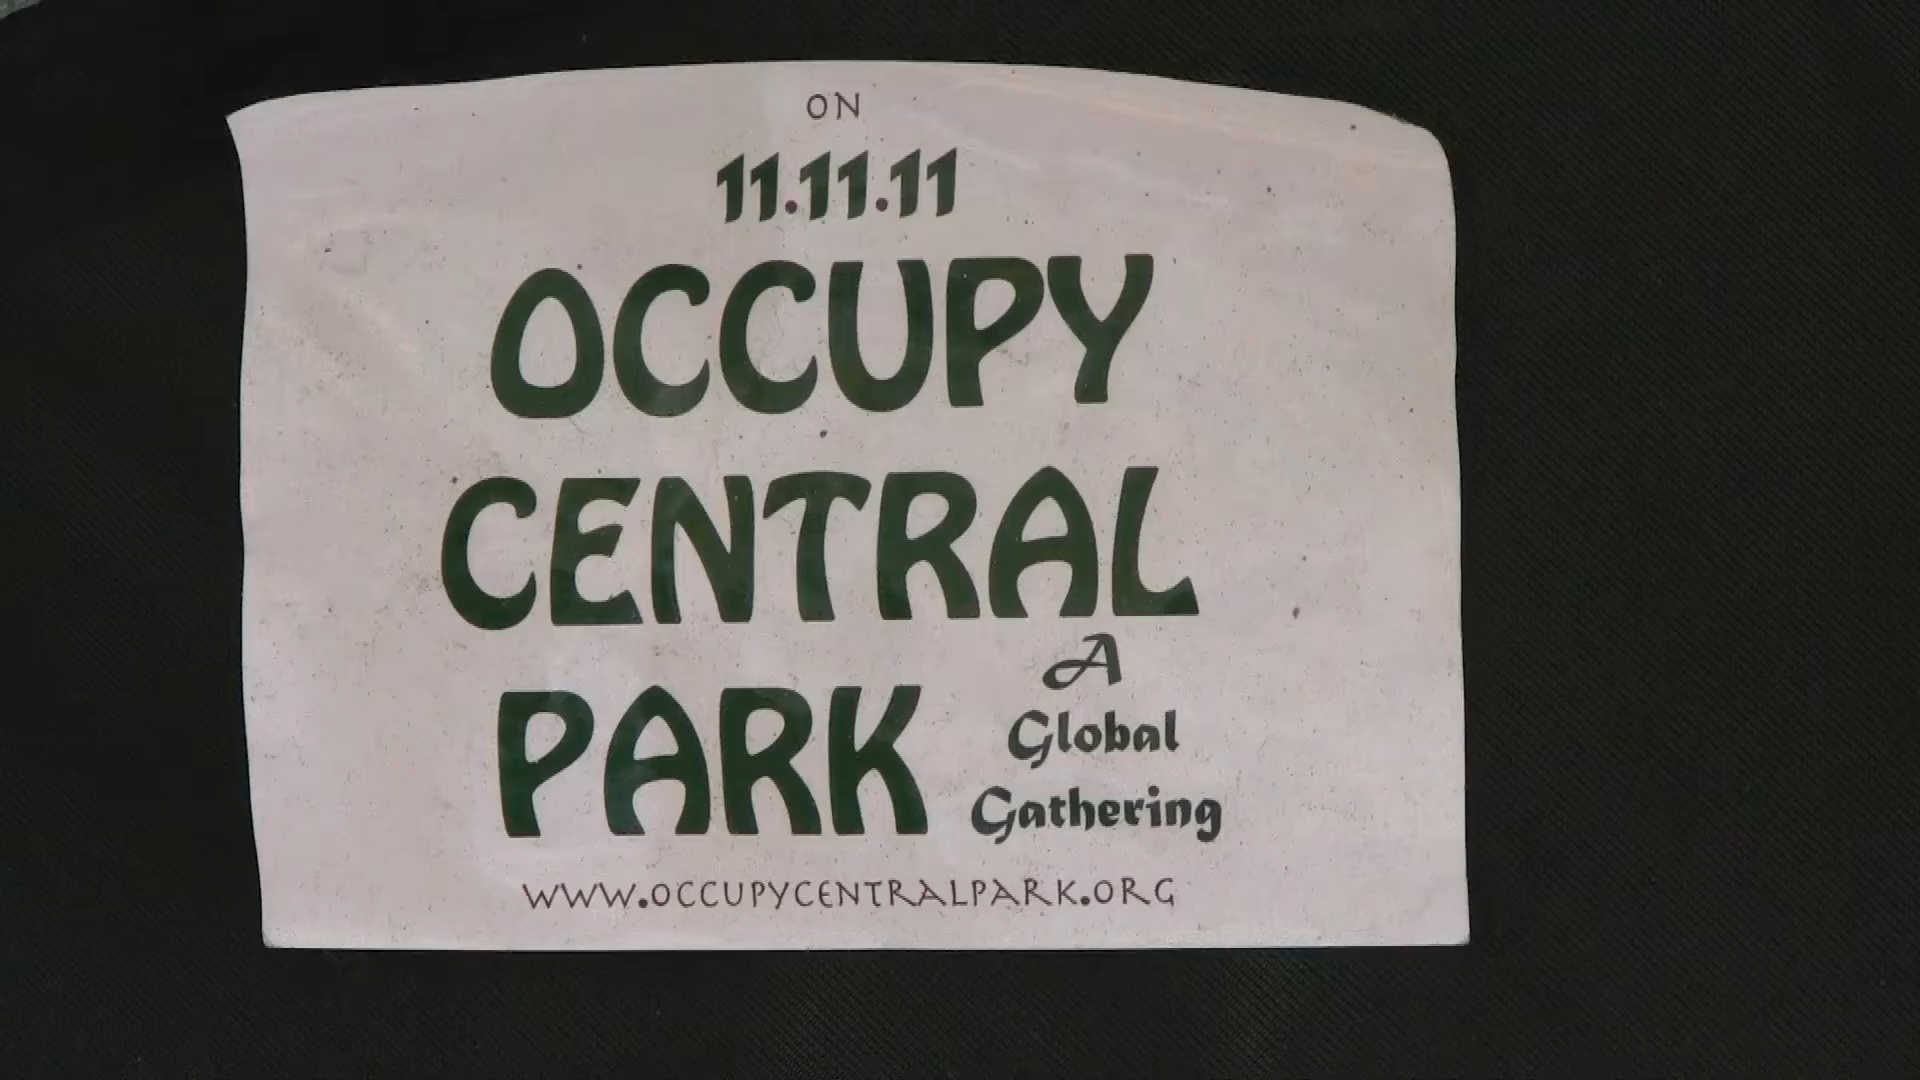 ON
11.11.11
OCCUPY
CENTRAL
PARK
A
Global
Gathering
WWW.OCCUPYCENTRALPARK.ORG